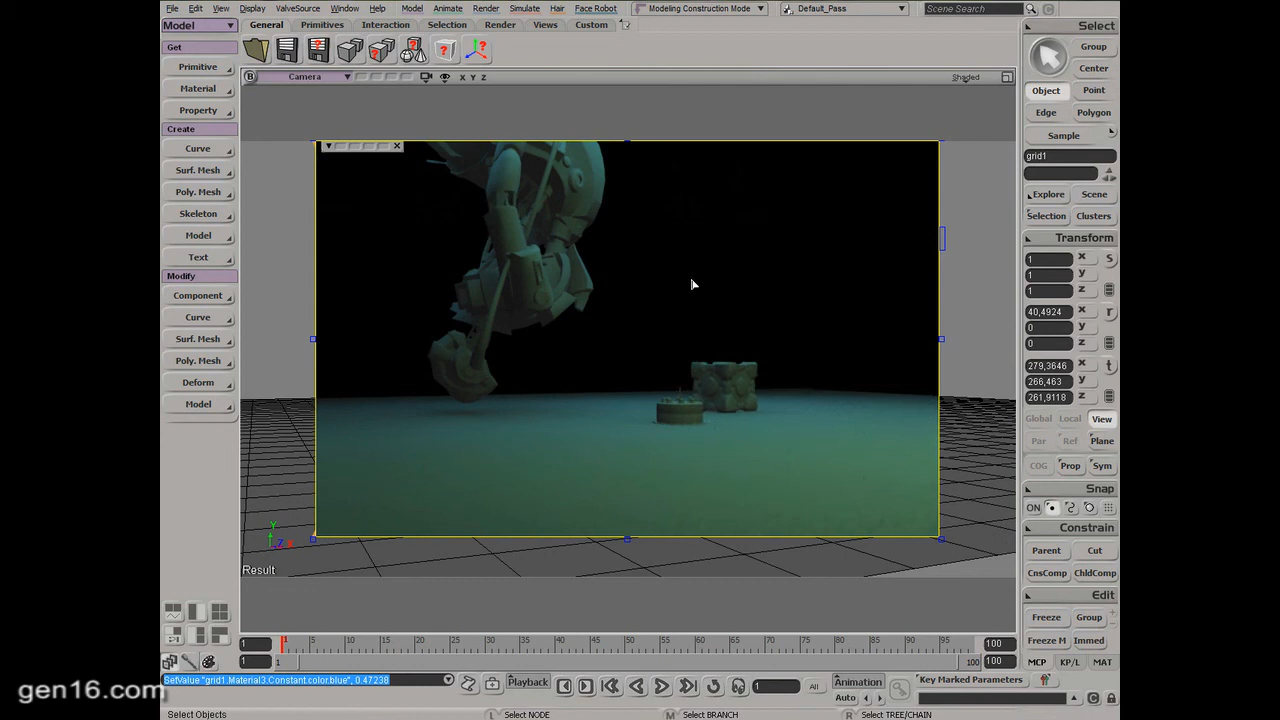 File Edit View Display ValveSource Window Help Model Animate Render Simulate Hair Face Robot Modeling Construction Mode Default_Pass Scene Search C
Model General Primitives Interaction Selection Render Views Custom Select
Get
Primitive
Material
Property
Create
Curve
Surf. Mesh
Poly. Mesh
Skeleton
Model
Text
Modify
Component
Curve
Surf. Mesh
Poly. Mesh
Deform
Model
B Camera X Y Z Shaded
Y
Z X
Result
Group
Center
Object Point
Edge Polygon
Sample
grid1
Explore Scene
Selection Clusters
Transform
1 x s
1 y
1 z
40,4924 x r
0 y
0 z
279,3646 x t
266,463 y
261,9118 z
Global Local View
Par Ref Plane
COG Prop Sym
Snap
ON
Constrain
Parent Cut
CnsComp ChldComp
Edit
Freeze Group
Freeze M Immed
MCP KP/L MAT
1 1 5 10 15 20 25 30 35 40 45 50 55 60 65 70 75 80 85 90 95 100
1 1 100 100
SetValue "grid1.Material3.Constant.color.blue", 0.47238 Playback 1 All Animation Auto Key Marked Parameters C
gen16.com
Select Objects L Select NODE M Select BRANCH R Select TREE/CHAIN